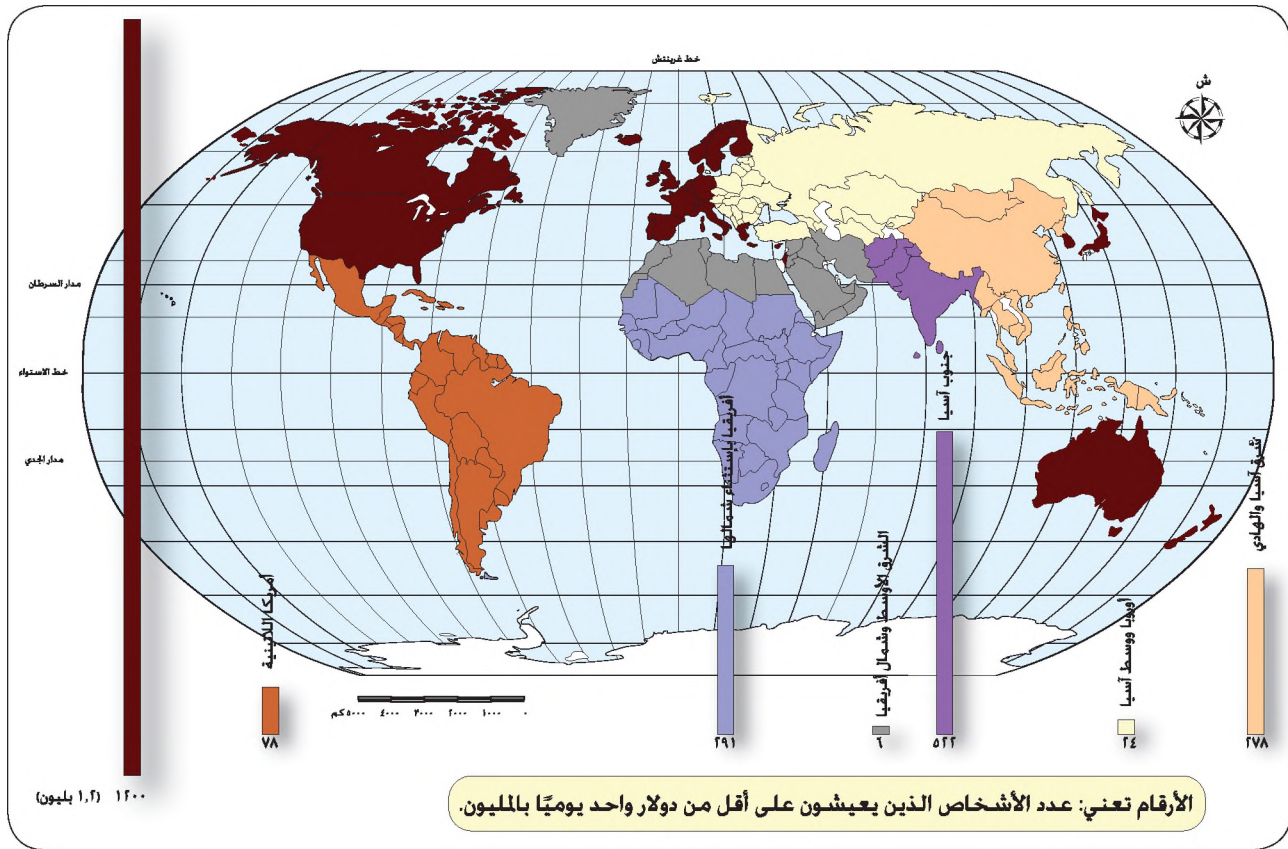 خط غرينتش
ش
مدار السرطان
خط الاستواء
مدار الجدي
أمريكا اللاتينية
٧٨
أفريقيا بإستثناء شمالها
٢٩١
الشرق الأوسط وشمال أفريقيا
٦
جنوب آسيا
٥٢٢
أوروبا ووسط آسيا
٢٤
شرق آسيا والهادي
٢٧٨
٠ ١٠٠٠ ٢٠٠٠ ٣٠٠٠ ٤٠٠٠ ٥٠٠٠ كم
١٢٠٠ (١,٢ بليون)
الأرقام تعني: عدد الأشخاص الذين يعيشون على أقل من دولار واحد يوميًا بالمليون.